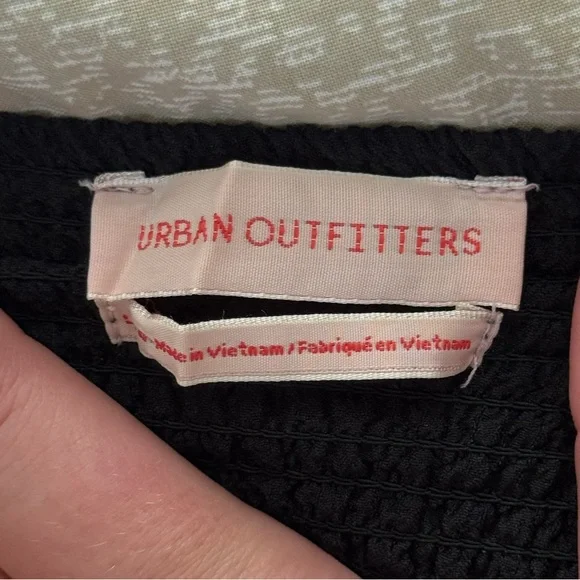 URBAN OUTFITTERS
Made in Vietnam / Fabriqué en Vietnam